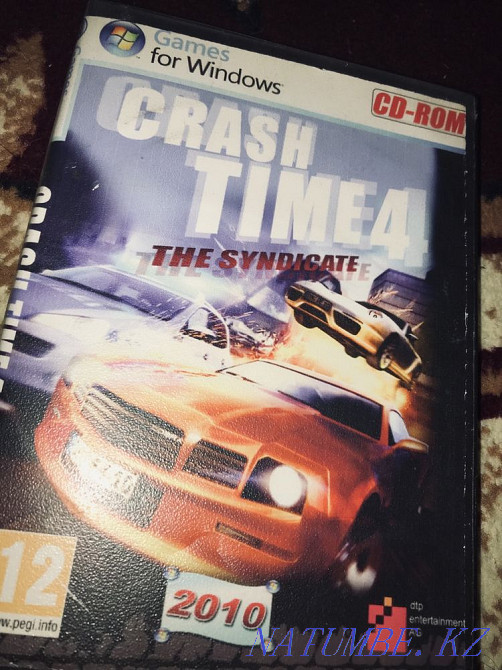 Games
for Windows
CD-ROM
CRASH
TIME 4
THE SYNDICATE
12
www.pegi.info
2010
dtp
entertainment
AG
NATUMBE.KZ